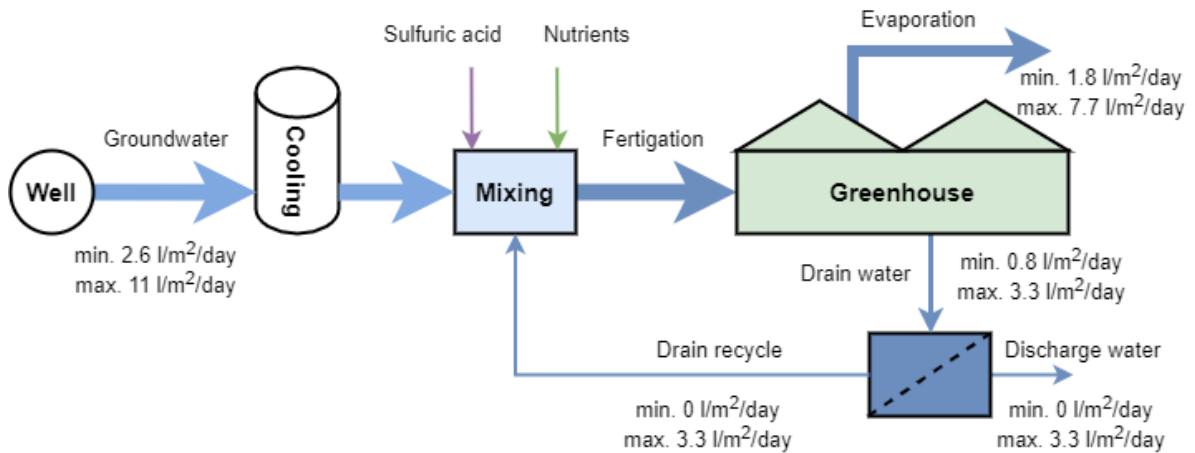 Evaporation
Sulfuric acid
Nutrients
min. 1.8 l/m²/day
max. 7.7 l/m²/day
Groundwater
Cooling
Fertigation
Well
Mixing
Greenhouse
min. 2.6 l/m²/day
max. 11 l/m²/day
Drain water
min. 0.8 l/m²/day
max. 3.3 l/m²/day
Drain recycle
Discharge water
min. 0 l/m²/day
max. 3.3 l/m²/day
min. 0 l/m²/day
max. 3.3 l/m²/day